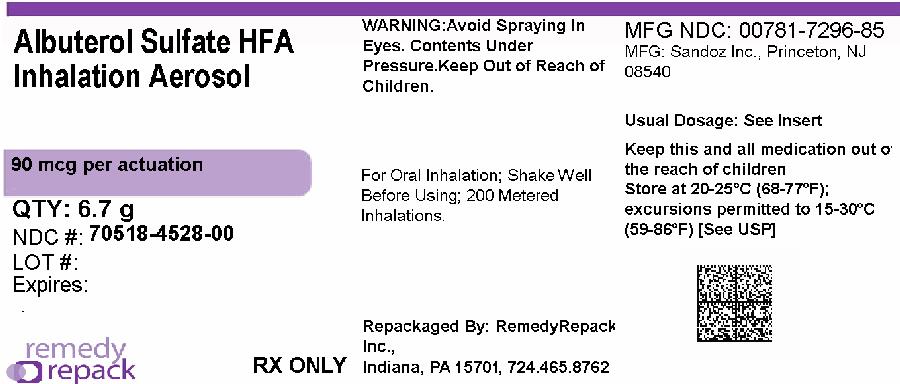 Albuterol Sulfate HFA
Inhalation Aerosol
90 mcg per actuation
QTY: 6.7 g
NDC #: 70518-4528-00
LOT #:
Expires:
remedy
repack
RX ONLY
WARNING:Avoid Spraying In
Eyes. Contents Under
Pressure.Keep Out of Reach of
Children.
For Oral Inhalation; Shake Well
Before Using; 200 Metered
Inhalations.
Repackaged By: RemedyRepack
Inc.,
Indiana, PA 15701, 724.465.8762
MFG NDC: 00781-7296-85
MFG: Sandoz Inc., Princeton, NJ
08540
Usual Dosage: See Insert
Keep this and all medication out o
the reach of children
Store at 20-25°C (68-77°F);
excursions permitted to 15-30°C
(59-86°F) [See USP]